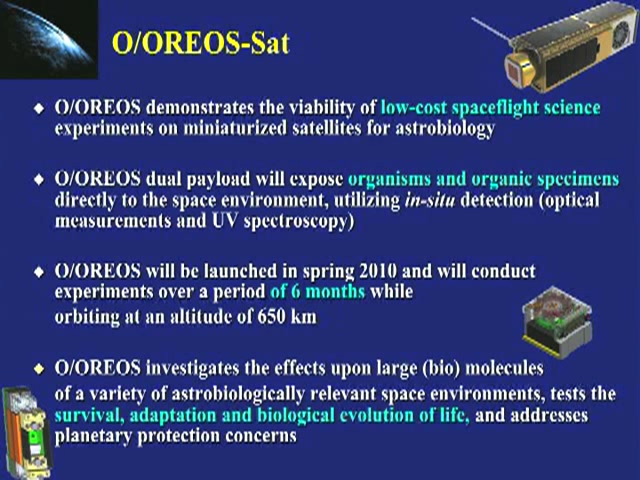 O/OREOS-Sat
O/OREOS demonstrates the viability of low-cost spaceflight science
experiments on miniaturized satellites for astrobiology
O/OREOS dual payload will expose organisms and organic specimens
directly to the space environment, utilizing in-situ detection (optical
measurements and UV spectroscopy)
O/OREOS will be launched in spring 2010 and will conduct
experiments over a period of 6 months while
orbiting at an altitude of 650 km
O/OREOS investigates the effects upon large (bio) molecules
of a variety of astrobiologically relevant space environments, tests the
survival, adaptation and biological evolution of life, and addresses
planetary protection concerns